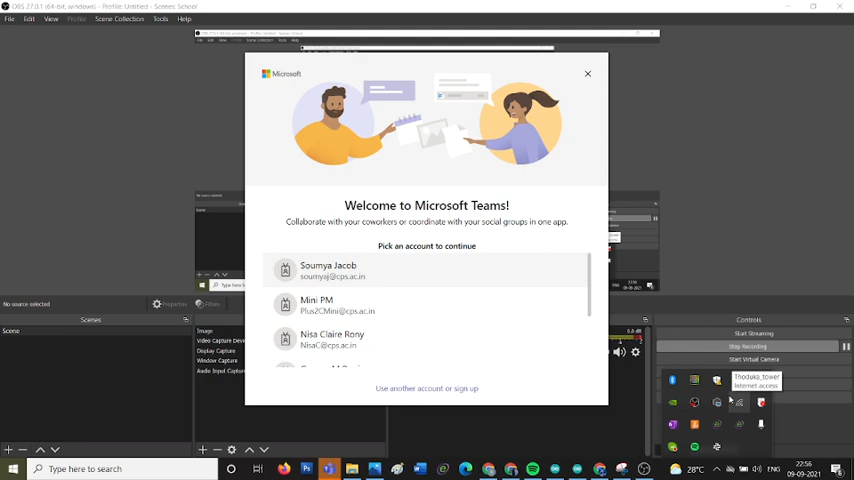 OBS 27.0.1 (64-bit, windows) - Profile: Untitled - Scenes: School
File Edit View Profile Scene Collection Tools Help
Microsoft
Welcome to Microsoft Teams!
Collaborate with your coworkers or coordinate with your social groups in one app.
Pick an account to continue
Soumya Jacob
soumyaj@cps.ac.in
Mini PM
Plus2CMini@cps.ac.in
Nisa Claire Rony
NisaC@cps.ac.in
Use another account or sign up
No source selected
Properties
Filters
Scenes
Scene
Image
Video Capture Devi
Display Capture
Window Capture
Audio Input Capture
0.0 dB
Controls
Start Streaming
Stop Recording
Start Virtual Camera
Thoduka_tower
Internet access
Type here to search
28°C
ENG
22:56
09-09-2021